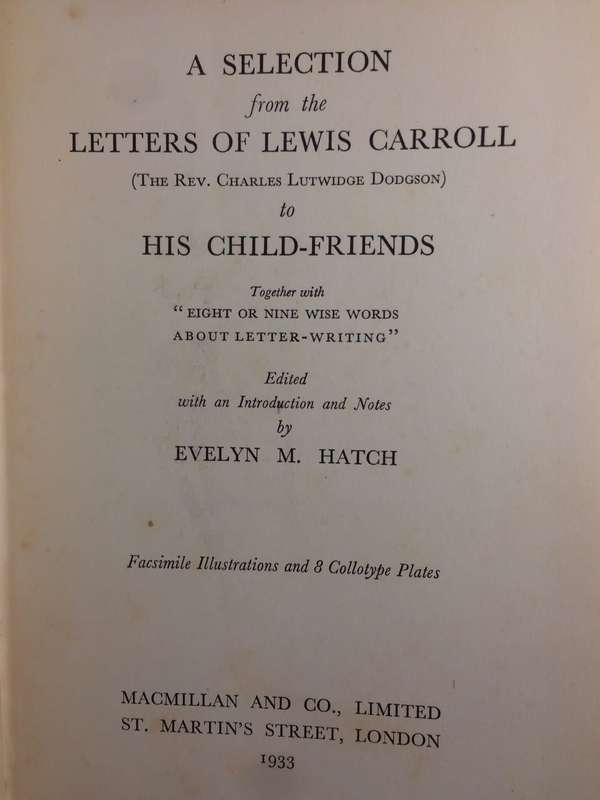 A SELECTION
from the
LETTERS OF LEWIS CARROLL
(THE REV. CHARLES LUTWIDGE DODGSON)
to
HIS CHILD-FRIENDS
Together with
"EIGHT OR NINE WISE WORDS
ABOUT LETTER-WRITING"
Edited
with an Introduction and Notes
by
EVELYN M. HATCH
Facsimile Illustrations and 8 Collotype Plates
MACMILLAN AND CO., LIMITED
ST. MARTIN'S STREET, LONDON
1933